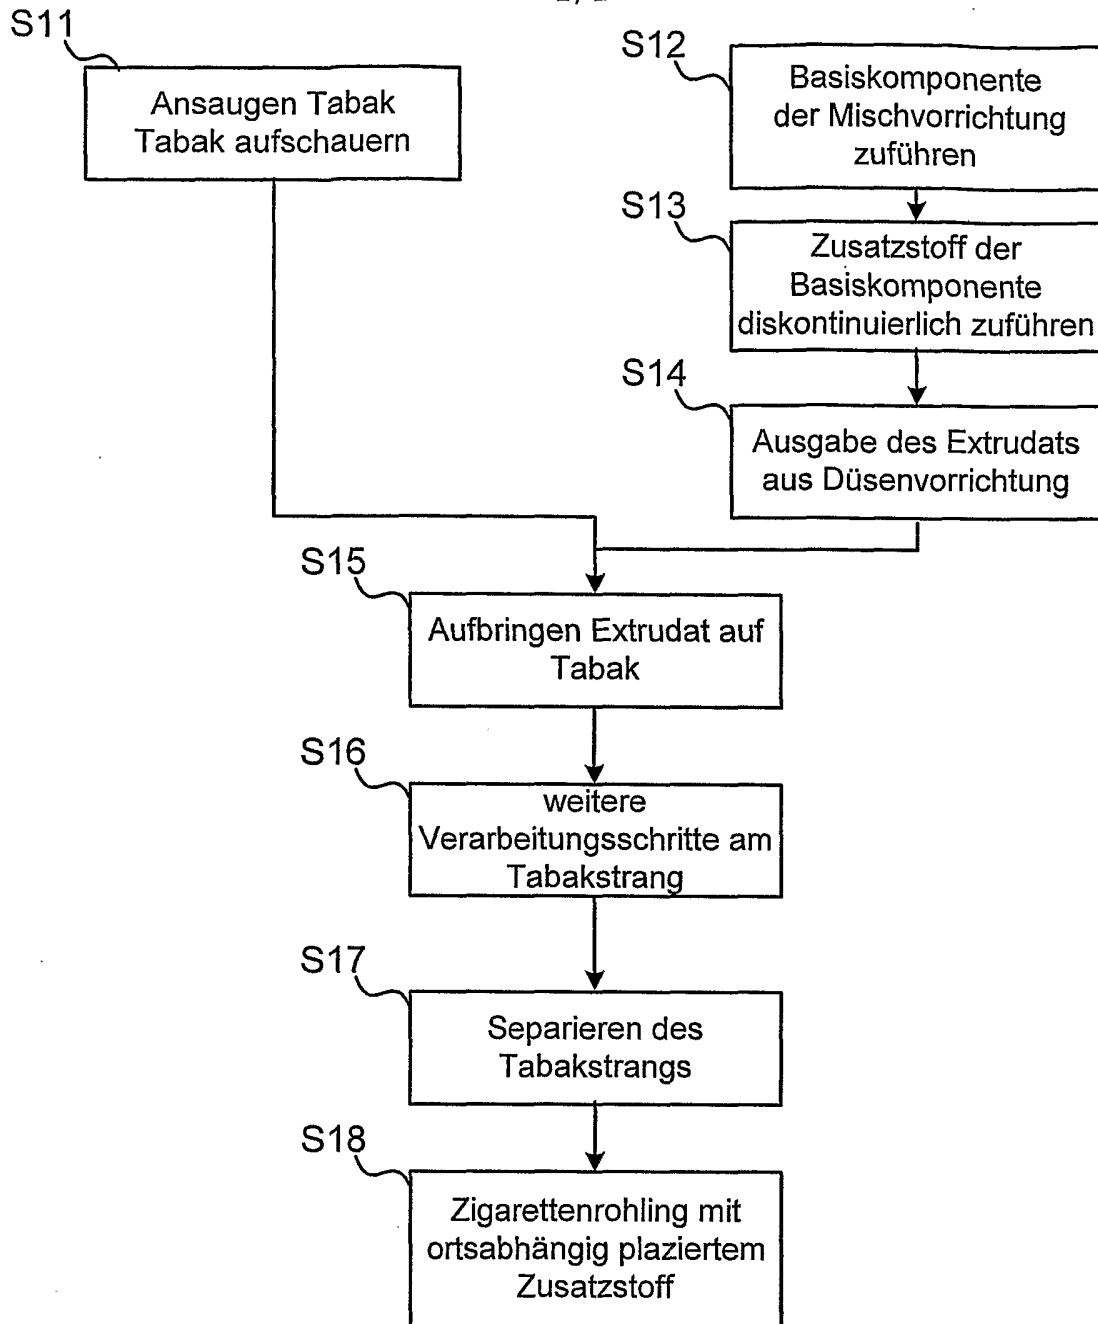 S11
Ansaugen Tabak
Tabak aufschauern
S12
Basiskomponente
der Mischvorrichtung
zuführen
S13
Zusatzstoff der
Basiskomponente
diskontinuierlich zuführen
S14
Ausgabe des Extrudats
aus Düsenvorrichtung
S15
Aufbringen Extrudat auf
Tabak
S16
weitere
Verarbeitungsschritte am
Tabakstrang
S17
Separieren des
Tabakstrangs
S18
Zigarettenrohling mit
ortsabhängig plaziertem
Zusatzstoff